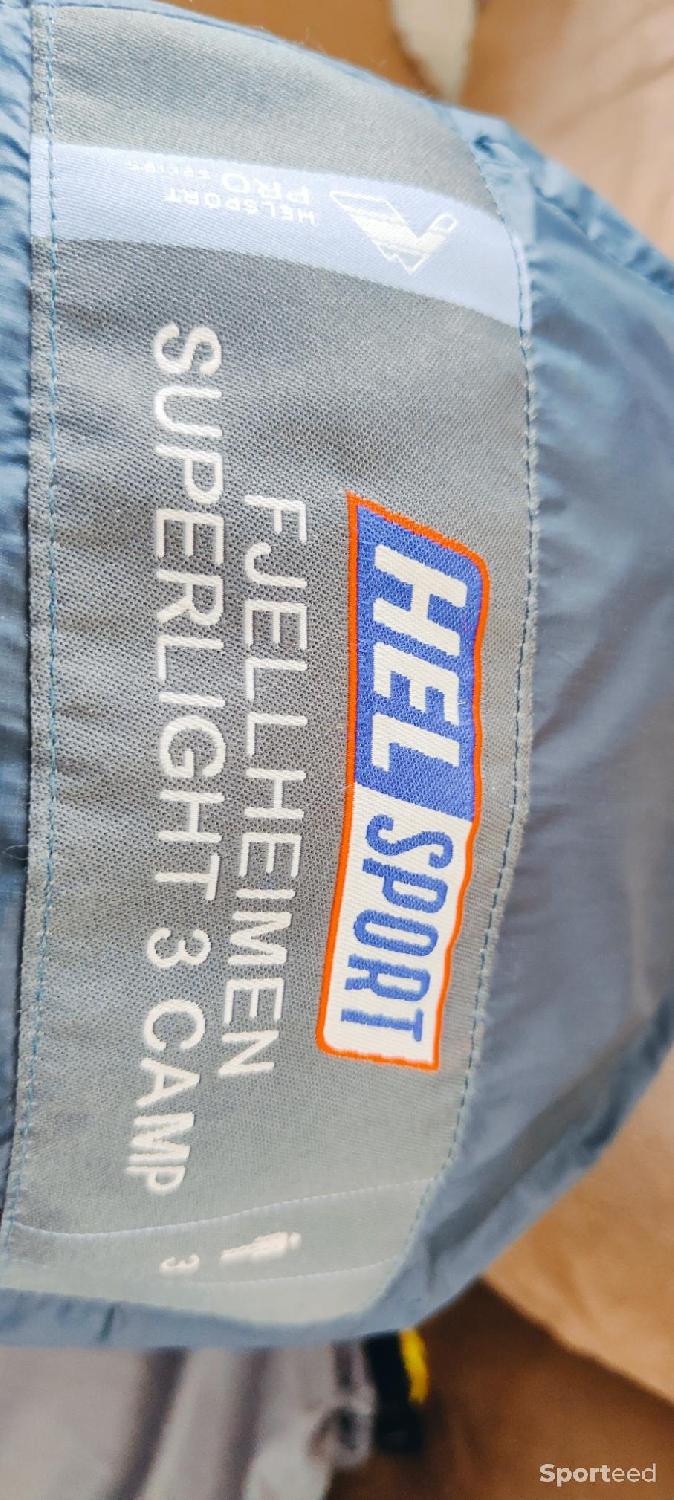 HELSPORT
PRO SERIES
HELSPORT
FJELLHEIMEN
SUPERLIGHT 3 CAMP
3
Sporteed